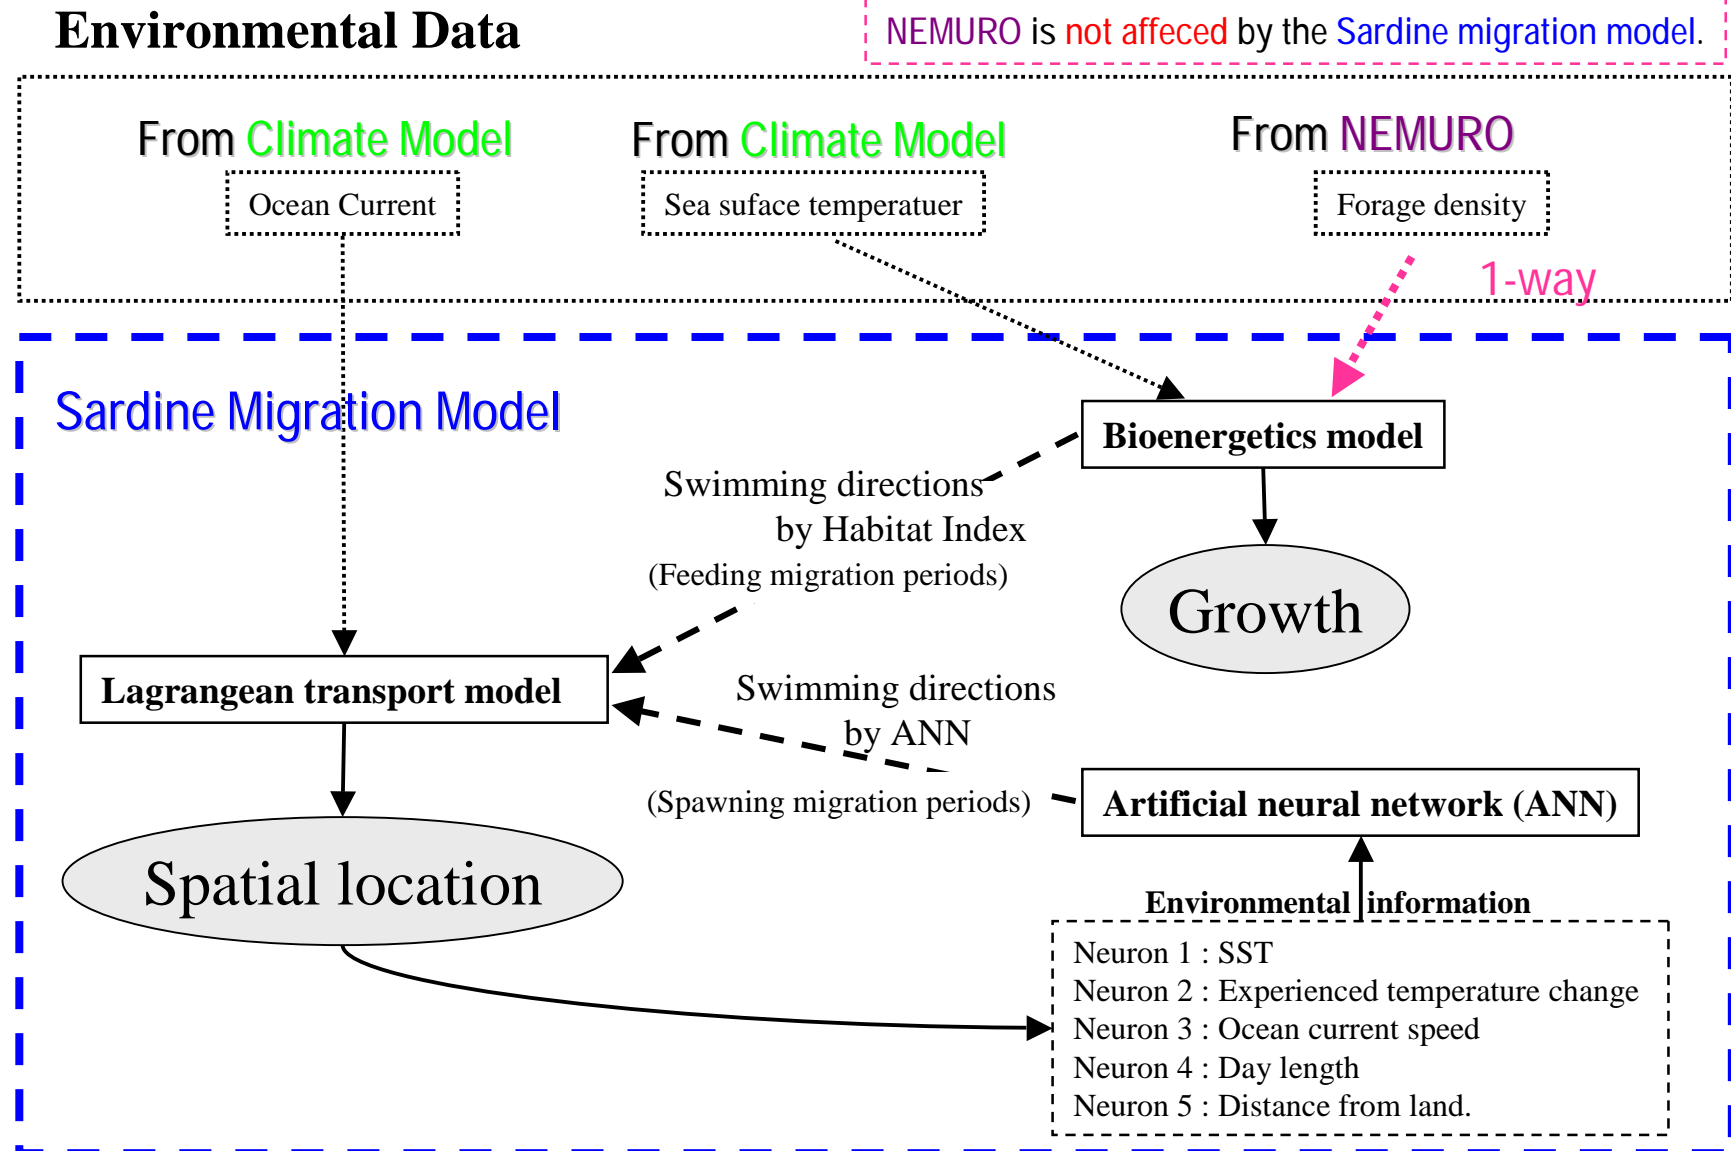 Environmental Data
NEMURO is not affeced by the Sardine migration model.
From Climate Model
From Climate Model
From NEMURO
Ocean Current
Sea suface temperatuer
Forage density
1-way
Sardine Migration Model
Bioenergetics model
Swimming directions
by Habitat Index
(Feeding migration periods)
Growth
Lagrangean transport model
Swimming directions
by ANN
(Spawning migration periods)
Artificial neural network (ANN)
Spatial location
Environmental information
Neuron 1 : SST
Neuron 2 : Experienced temperature change
Neuron 3 : Ocean current speed
Neuron 4 : Day length
Neuron 5 : Distance from land.